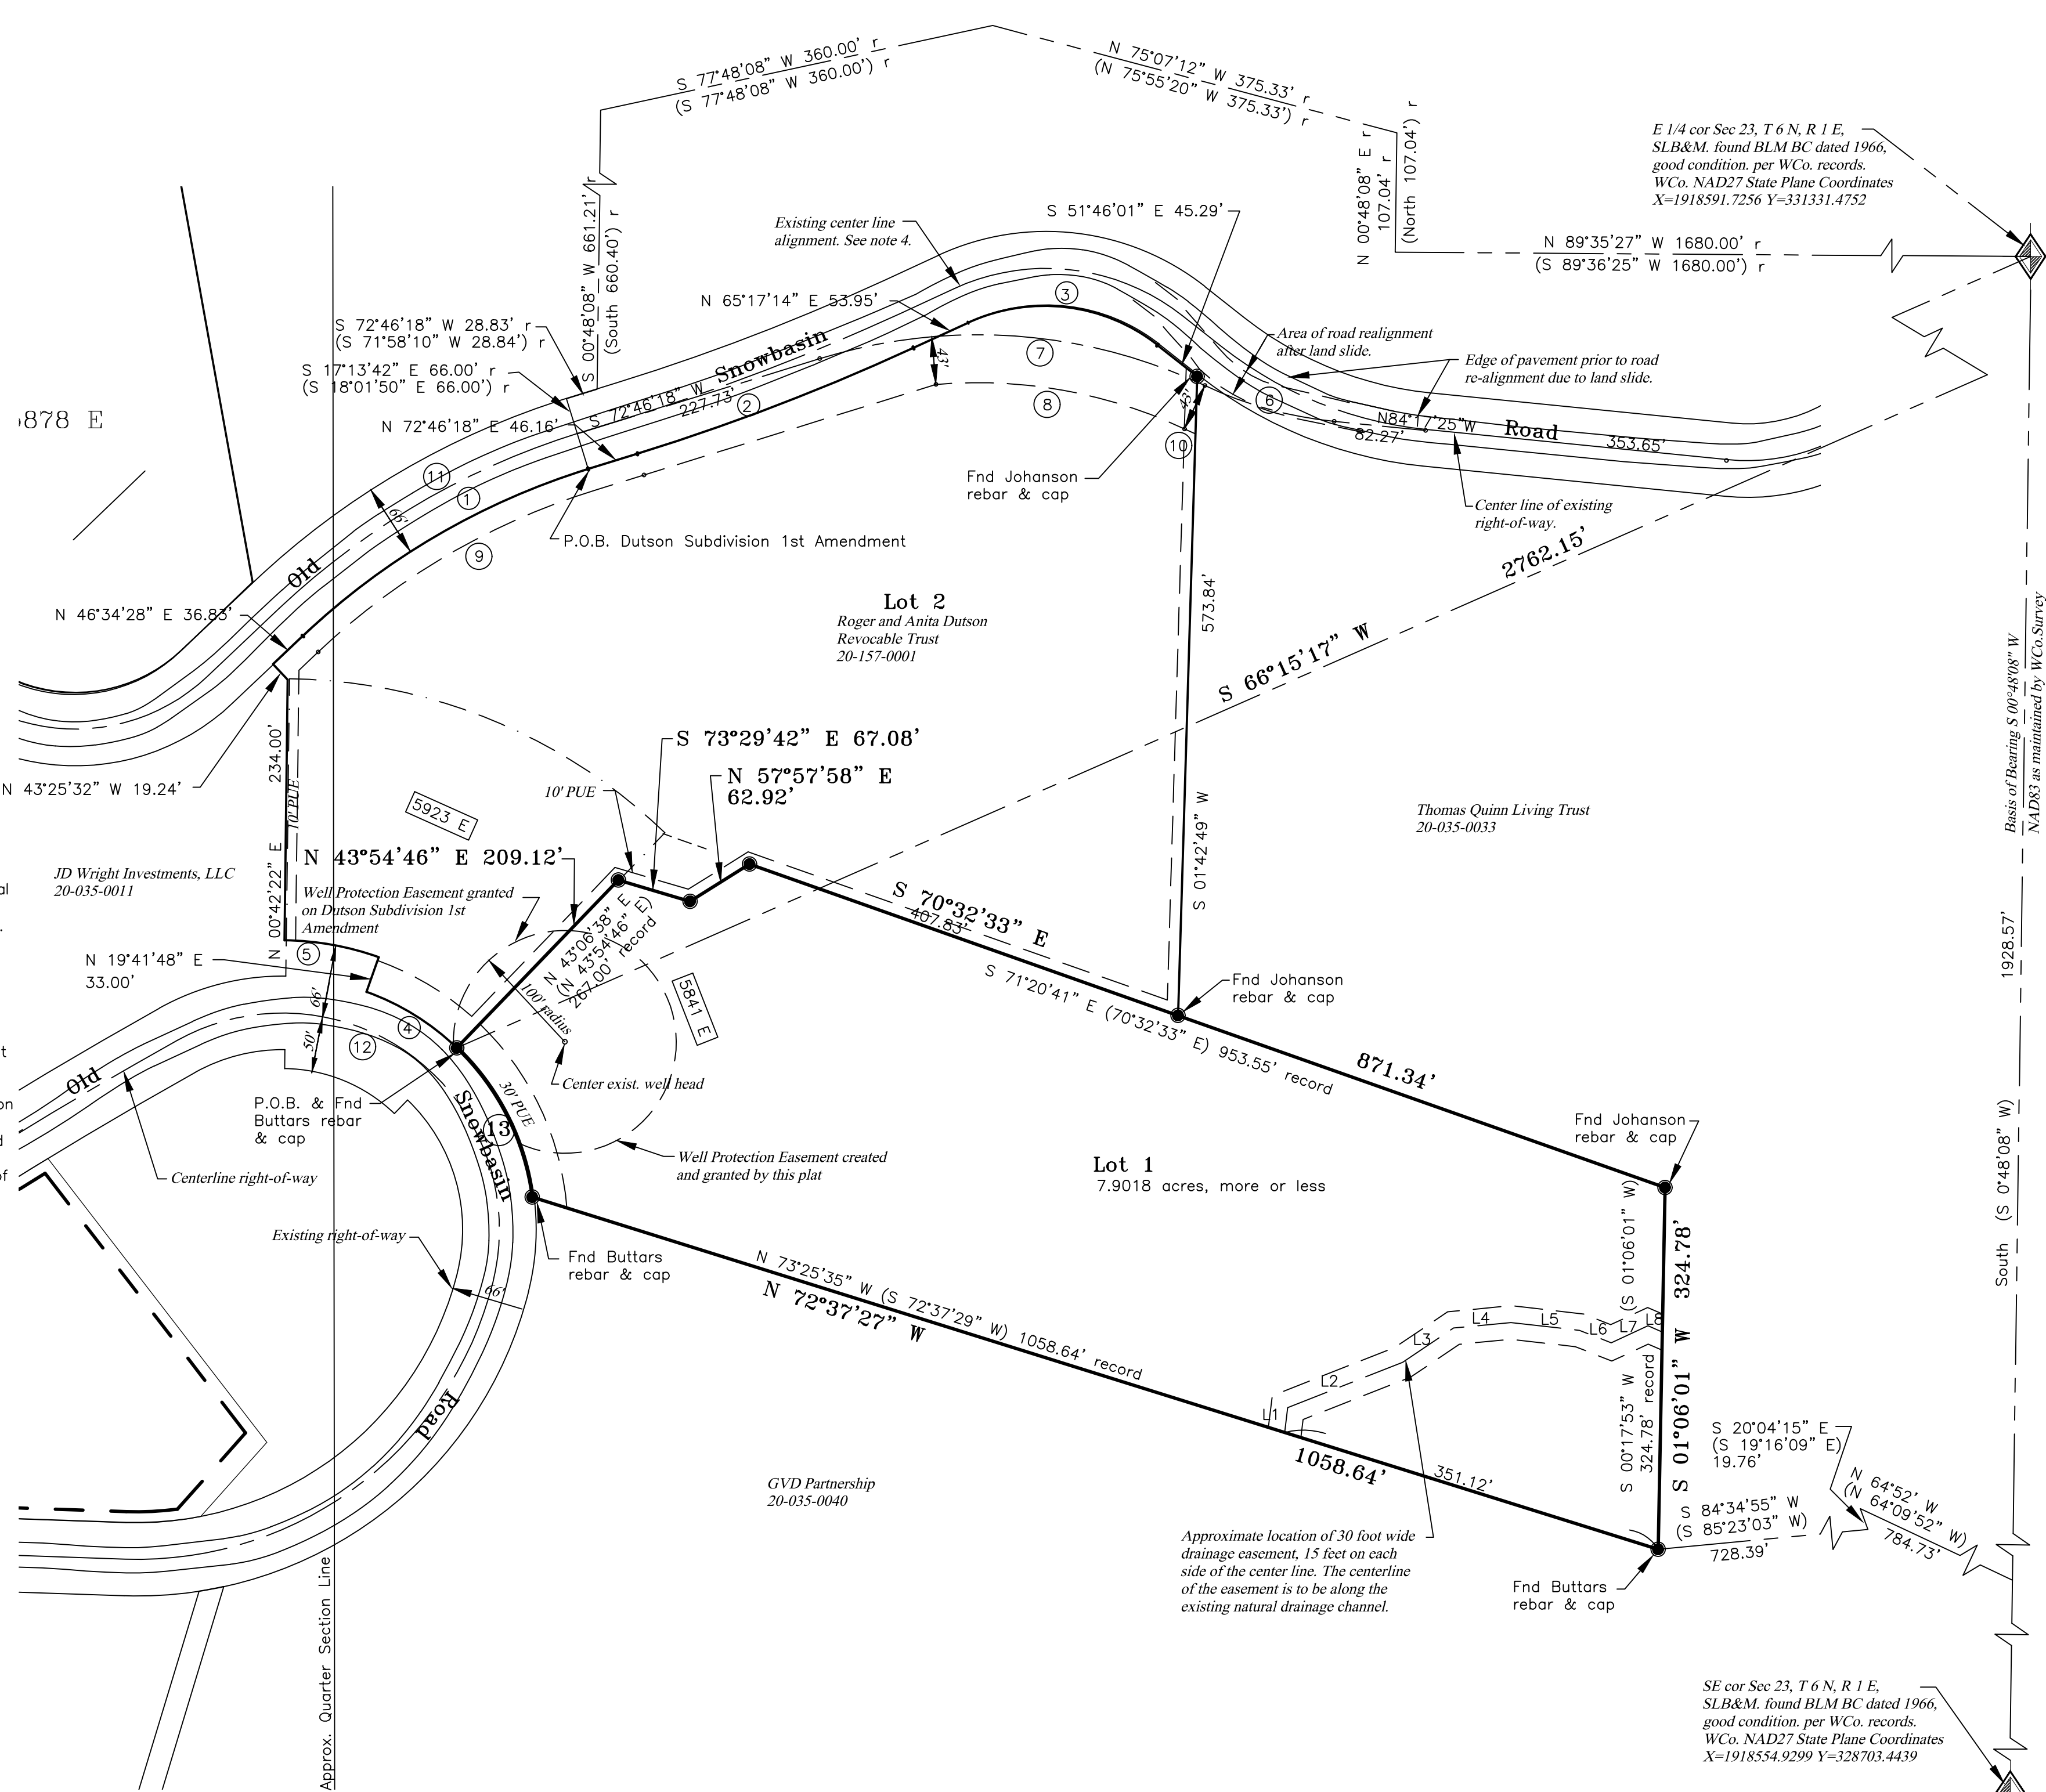 S 77°48'08" W 360.00' r
(S 77°48'08" W 360.00') r
N 75°07'12" W 375.33' r
(N 75°55'20" W 375.33') r
N 00°48'08" E r
107.04' r
(North 107.04') r
E 1/4 cor Sec 23, T 6 N, R 1 E,
SLB&M. found BLM BC dated 1966,
good condition. per WCo. records.
WCo. NAD27 State Plane Coordinates
X=1918591.7256 Y=331331.4752
N 89°35'27" W 1680.00' r
(S 89°36'25" W 1680.00') r
S 00°48'08" W 661.21' r
(South 660.40') r
Existing center line
alignment. See note 4.
S 51°46'01" E 45.29'
N 65°17'14" E 53.95'
3
S 72°46'18" W 28.83' r
(S 71°58'10" W 28.84') r
S 17°13'42" E 66.00' r
(S 18°01'50" E 66.00') r
N 72°46'18" E 46.16'
S 72°46'18" W
227.73'
Snowbasin
2
43'
7
8
43'
10
6
Area of road realignment
after land slide.
Edge of pavement prior to road
re-alignment due to land slide.
N84°17'25"W
82.27'
Road
353.65'
Center line of existing
right-of-way.
5878 E
11
1
66'
9
Old
P.O.B. Dutson Subdivision 1st Amendment
Fnd Johanson
rebar & cap
N 46°34'28" E 36.83'
Lot 2
Roger and Anita Dutson
Revocable Trust
20-157-0001
573.84'
S 01°42'49" W
2762.15'
S 66°15'17" W
Basis of Bearing S 00°48'08" W
NAD83 as maintained by WCo.Survey
N 43°25'32" W 19.24'
234.00'
N 00°42'22" E
10' PUE
S 73°29'42" E 67.08'
N 57°57'58" E
62.92'
10' PUE
5923 E
N 43°54'46" E 209.12'
JD Wright Investments, LLC
20-035-0011
Well Protection Easement granted
on Dutson Subdivision 1st
Amendment
Thomas Quinn Living Trust
20-035-0033
N 43°06'38" E
(N 43°54'46" E)
267.00' record
100' radius
S 70°32'33" E
407.83'
S 71°20'41" E (70°32'33" E) 953.55' record
871.34'
Fnd Johanson
rebar & cap
1928.57'
South (S 0°48'08" W)
N 19°41'48" E
33.00'
5
66'
50'
4
12
5841 E
Center exist. well head
30' PUE
13
Old
Snowbasin
P.O.B. & Fnd
Buttars rebar
& cap
Centerline right-of-way
Well Protection Easement created
and granted by this plat
Lot 1
7.9018 acres, more or less
Fnd Johanson
rebar & cap
Existing right-of-way
66'
Fnd Buttars
rebar & cap
N 73°25'35" W (S 72°37'29" W) 1058.64' record
N 72°37'27" W
1058.64'
351.12'
(S 01°06'01" W)
S 00°17'53" W
324.78' record
S 01°06'01" W 324.78'
L1
L2
L3
L4
L5
L6
L7
L8
Road
GVD Partnership
20-035-0040
Approximate location of 30 foot wide
drainage easement, 15 feet on each
side of the center line. The centerline
of the easement is to be along the
existing natural drainage channel.
S 20°04'15" E
(S 19°16'09" E)
19.76'
S 84°34'55" W
(S 85°23'03" W)
728.39'
N 64°52' W
(N 64°09'52" W)
784.73'
Fnd Buttars
rebar & cap
Approx. Quarter Section Line
SE cor Sec 23, T 6 N, R 1 E,
SLB&M. found BLM BC dated 1966,
good condition. per WCo. records.
WCo. NAD27 State Plane Coordinates
X=1918554.9299 Y=328703.4439